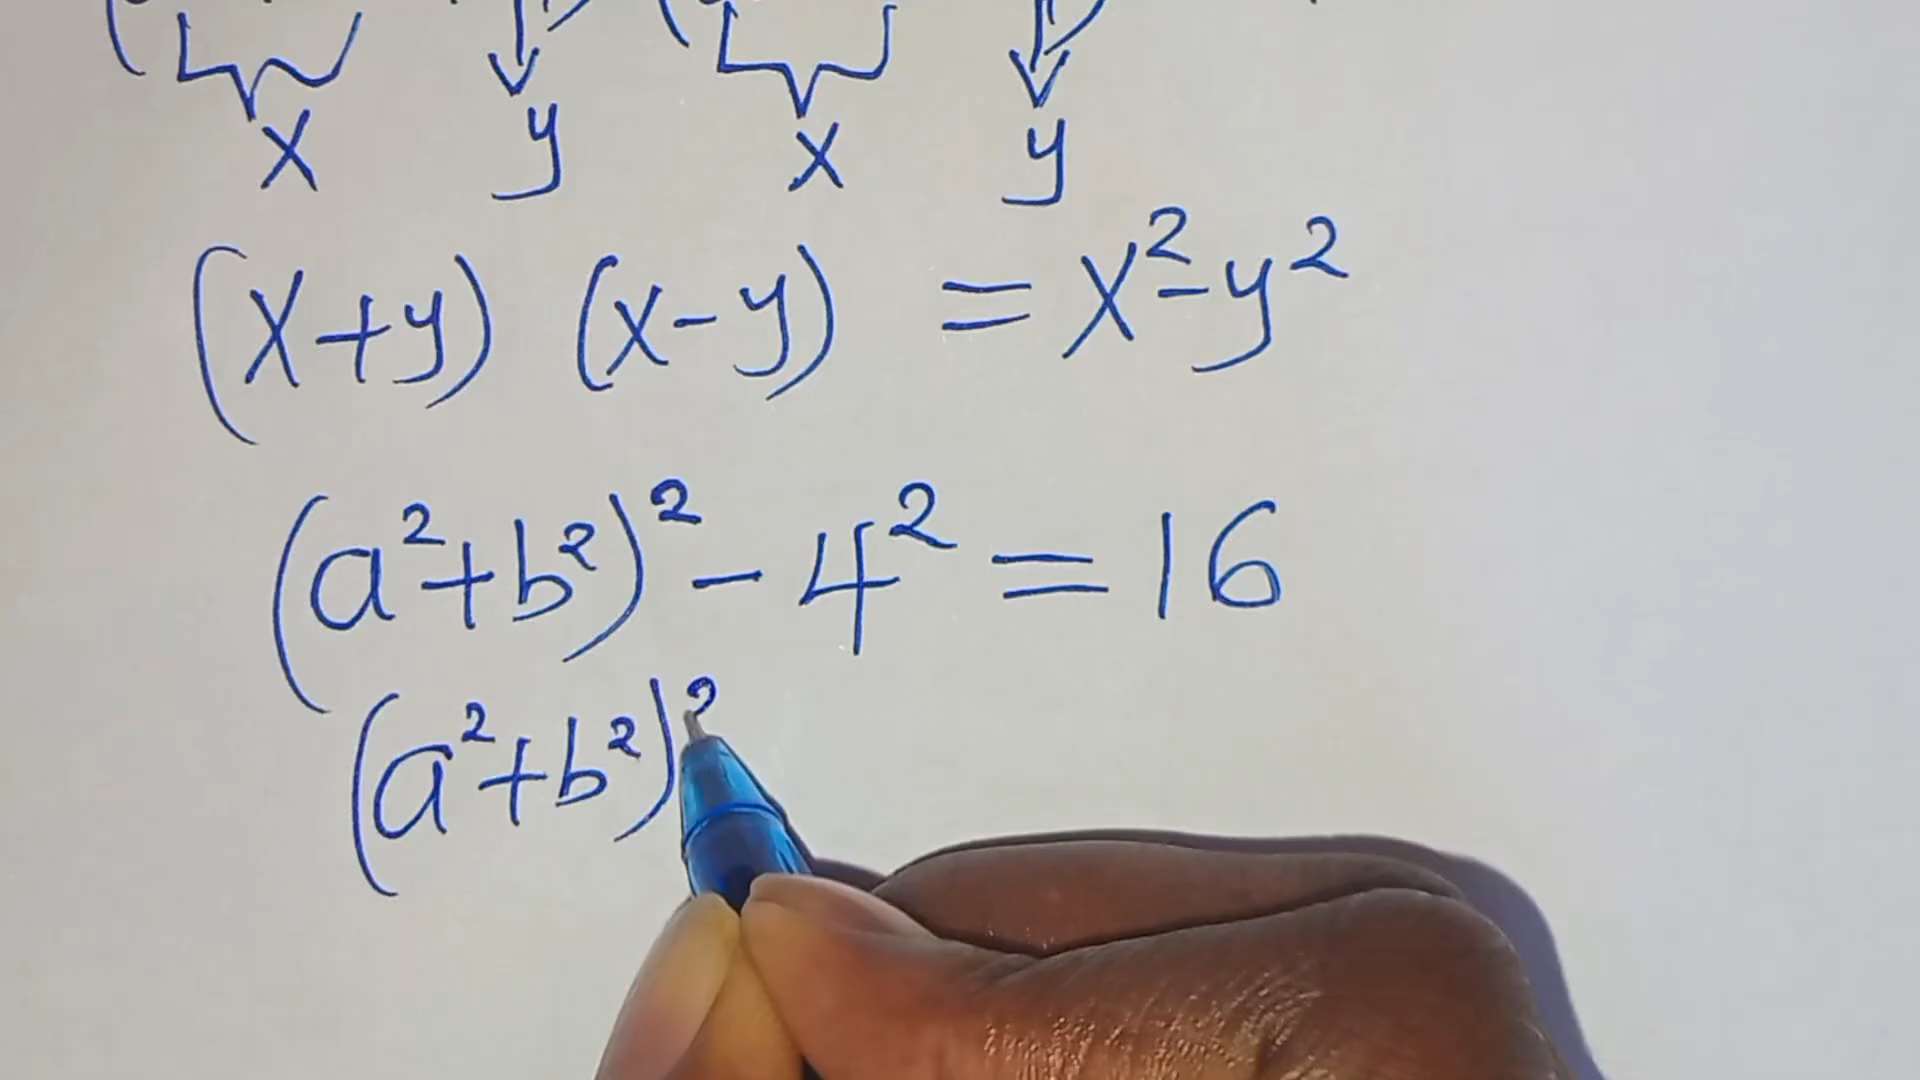 x y x y
(x+y) (x-y) = x²-y²
(a²+b²)² - 4² = 16
(a²+b²)²